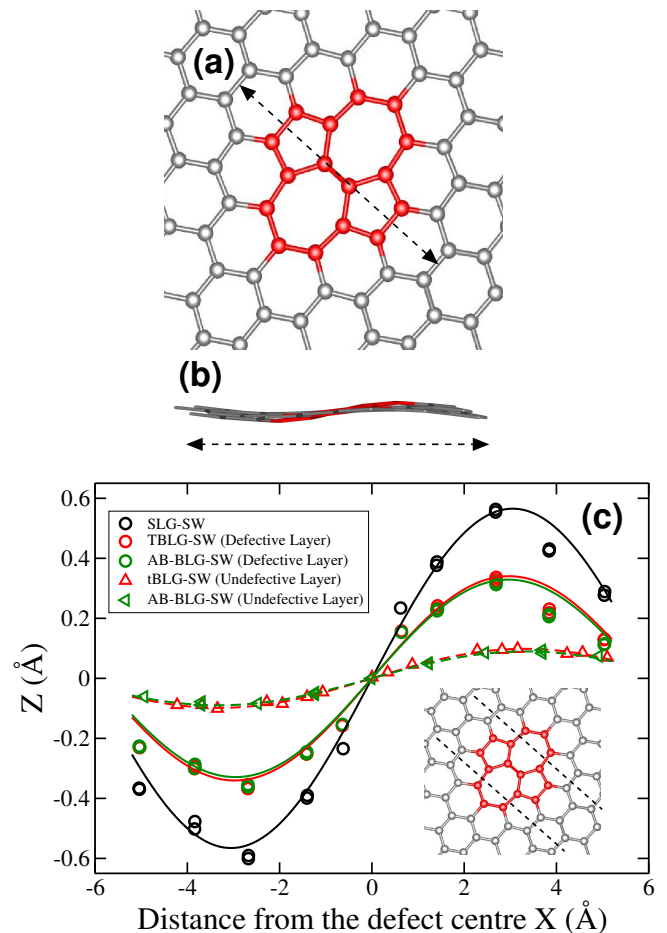 (a)
(b)
(c)
SLG-SW
TBLG-SW (Defective Layer)
AB-BLG-SW (Defective Layer)
tBLG-SW (Undefective Layer)
AB-BLG-SW (Undefective Layer)
0.6
0.4
0.2
0
-0.2
-0.4
-0.6
Z (Å)
-6 -4 -2 0 2 4 6
Distance from the defect centre X (Å)